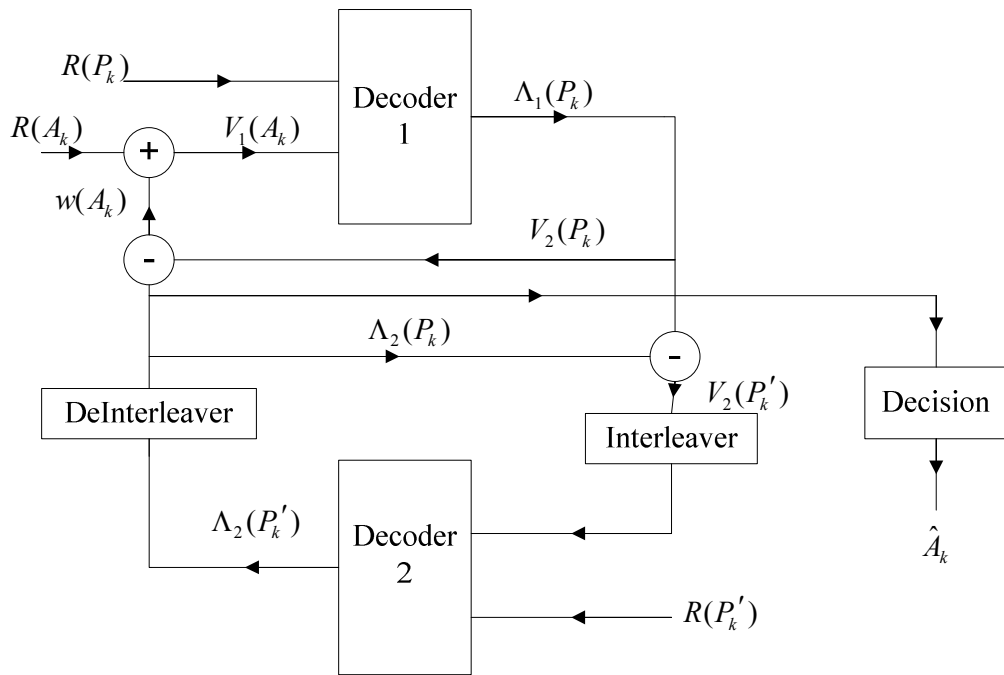 R(P_k)
Decoder
1
Λ_1(P_k)
R(A_k)
+
V_1(A_k)
w(A_k)
-
V_2(P_k)
Λ_2(P_k)
-
V_2(P_k′)
DeInterleaver
Interleaver
Decision
Λ_2(P_k′)
Decoder
2
Â_k
R(P_k′)